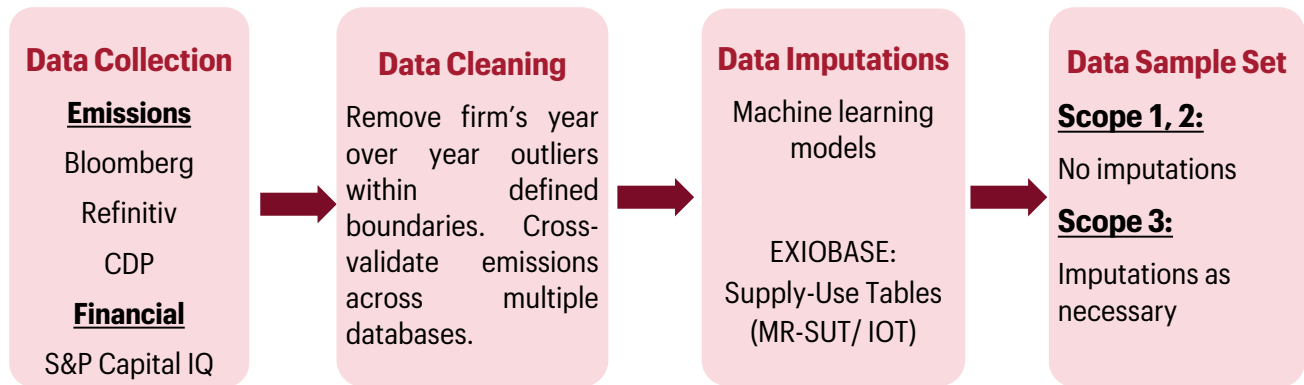 Data Collection
Emissions
Bloomberg
Refinitiv
CDP
Financial
S&P Capital IQ
Data Cleaning
Remove firm's year
over year outliers
within defined
boundaries. Cross-
validate emissions
across multiple
databases.
Data Imputations
Machine learning
models
EXIOBASE:
Supply-Use Tables
(MR-SUT/ IOT)
Data Sample Set
Scope 1, 2:
No imputations
Scope 3:
Imputations as
necessary